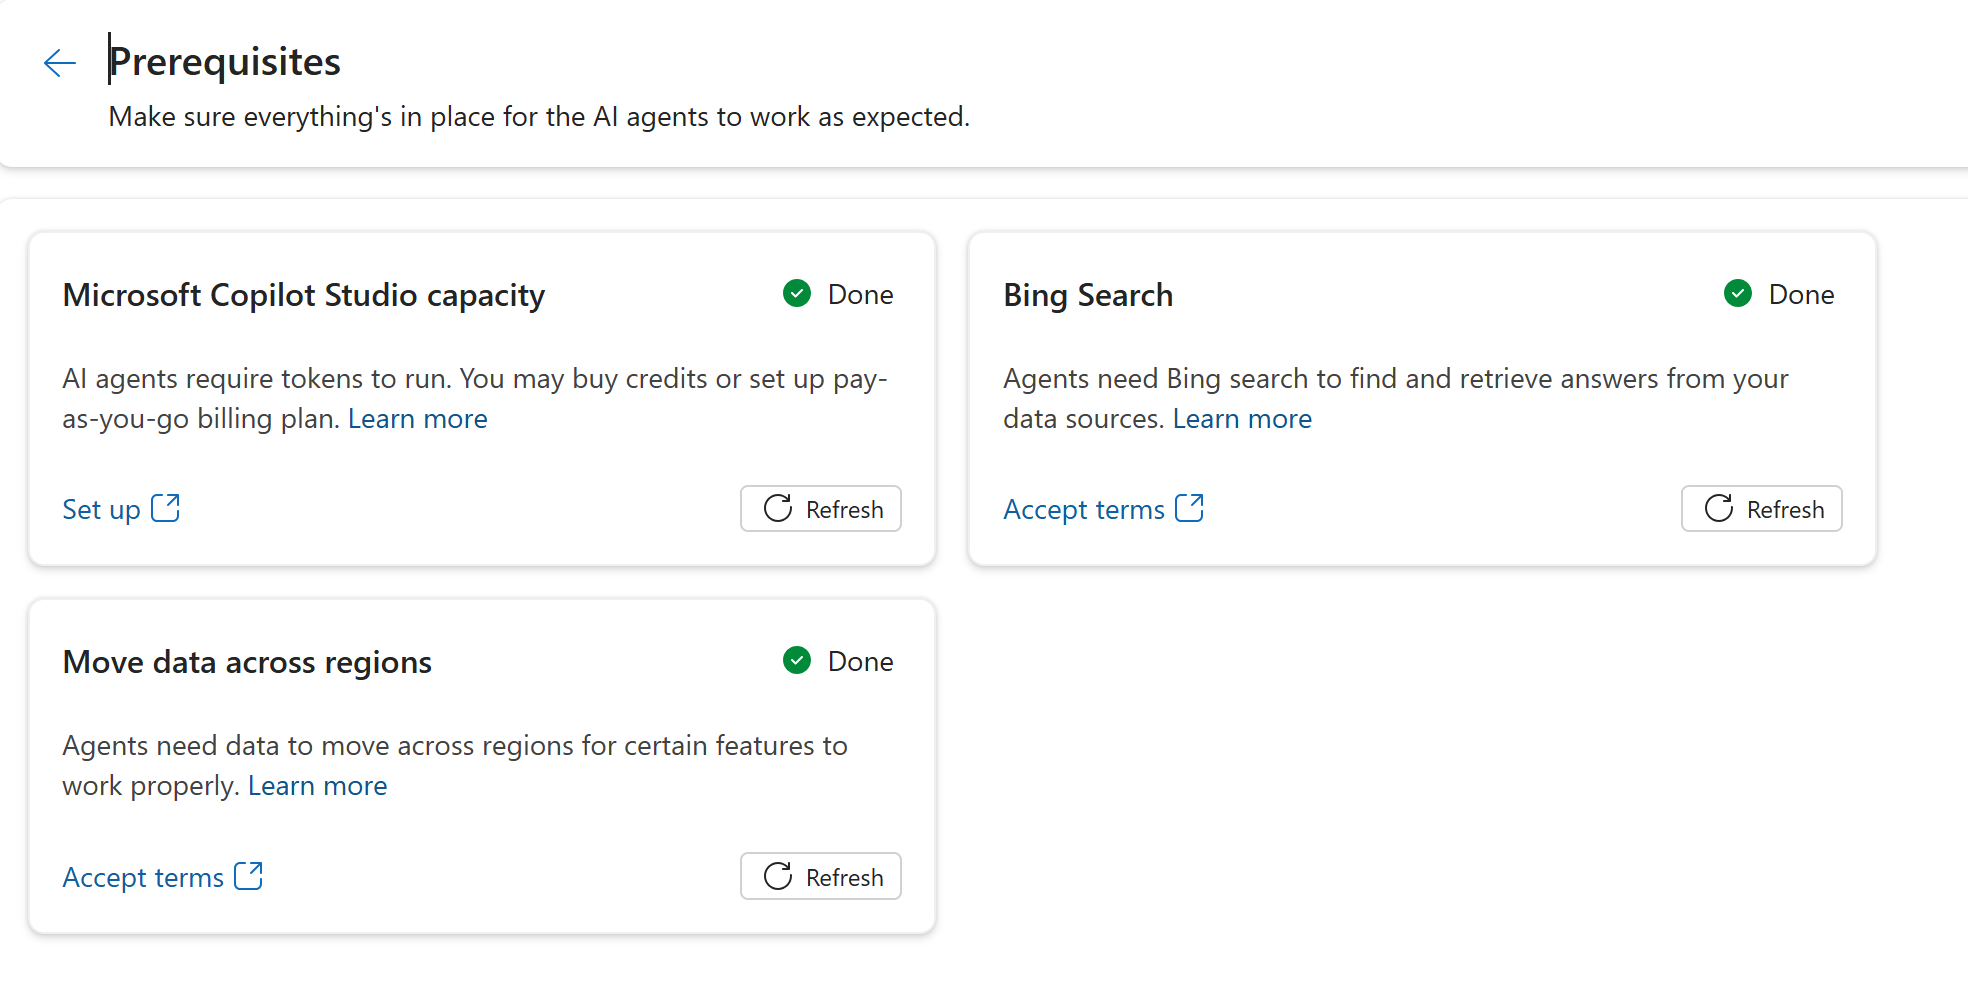 Prerequisites
Make sure everything's in place for the AI agents to work as expected.
Microsoft Copilot Studio capacity
Done
AI agents require tokens to run. You may buy credits or set up pay-
as-you-go billing plan. Learn more
Set up
Refresh
Bing Search
Done
Agents need Bing search to find and retrieve answers from your
data sources. Learn more
Accept terms
Refresh
Move data across regions
Done
Agents need data to move across regions for certain features to
work properly. Learn more
Accept terms
Refresh